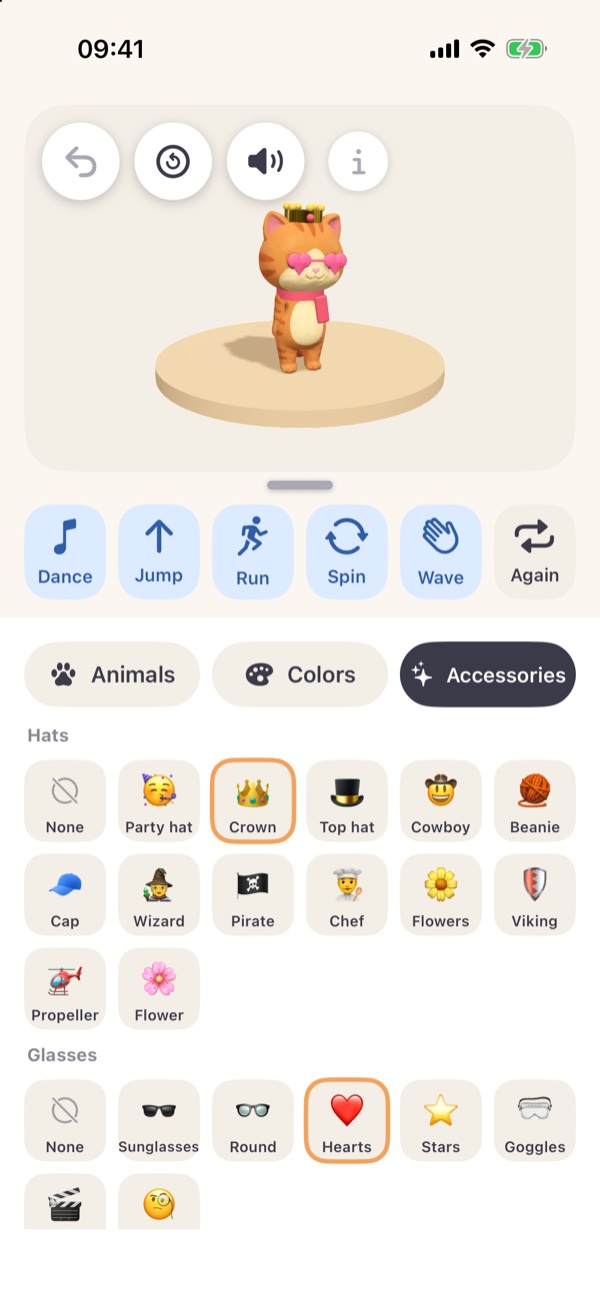 09:41
Dance
Jump
Run
Spin
Wave
Again
Animals
Colors
Accessories
Hats
None
Party hat
Crown
Top hat
Cowboy
Beanie
Cap
Wizard
Pirate
Chef
Flowers
Viking
Propeller
Flower
Glasses
None
Sunglasses
Round
Hearts
Stars
Goggles